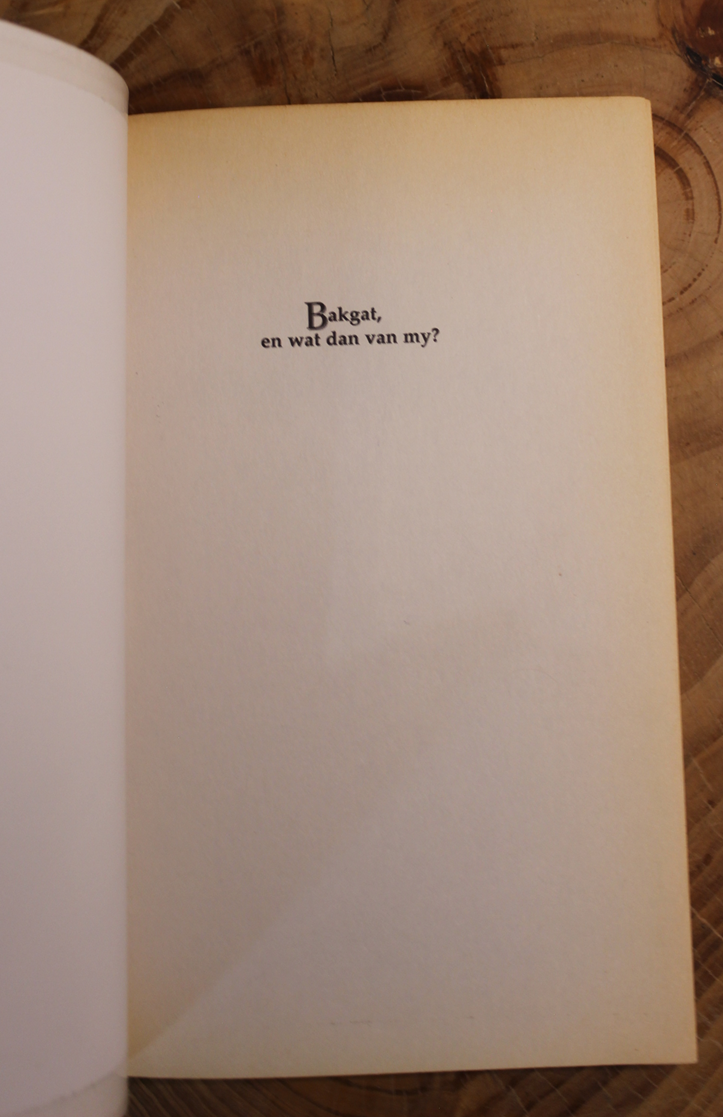 Bakgat,
en wat dan van my?